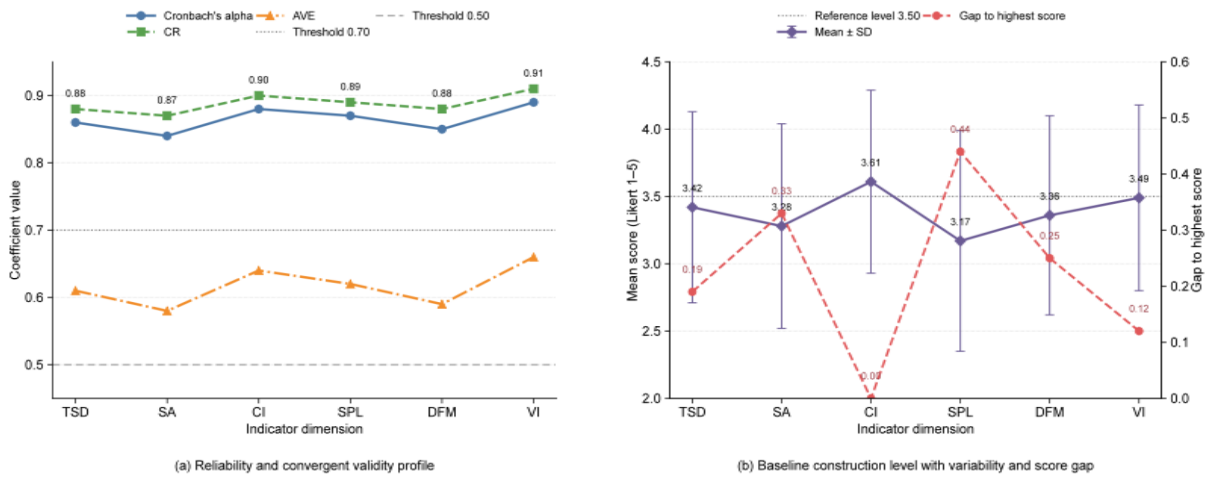 Cronbach's alpha
AVE
Threshold 0.50
CR
Threshold 0.70
0.9
0.8
0.7
0.6
0.5
Coefficient value
0.88
0.87
0.90
0.89
0.88
0.91
TSD
SA
CI
SPL
DFM
VI
Indicator dimension
(a) Reliability and convergent validity profile
Reference level 3.50
Gap to highest score
Mean ± SD
4.5
4.0
3.5
3.0
2.5
2.0
Mean score (Likert 1–5)
3.42
3.28
3.61
3.17
3.36
3.49
0.19
0.33
0.00
0.44
0.25
0.12
0.6
0.5
0.4
0.3
0.2
0.1
0.0
Gap to highest score
TSD
SA
CI
SPL
DFM
VI
Indicator dimension
(b) Baseline construction level with variability and score gap